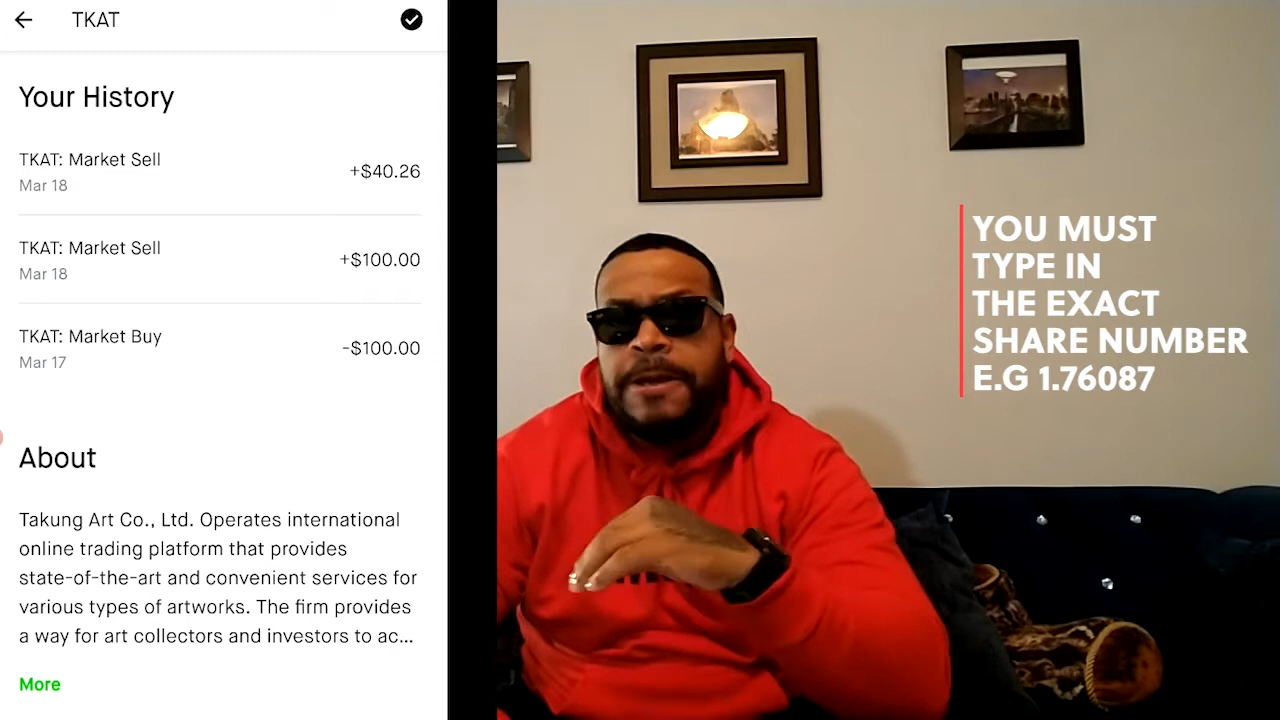 TKAT
Your History
TKAT: Market Sell
+$40.26
Mar 18
TKAT: Market Sell
+$100.00
Mar 18
TKAT: Market Buy
-$100.00
Mar 17
About
Takung Art Co., Ltd. Operates international
online trading platform that provides
state-of-the-art and convenient services for
various types of artworks. The firm provides
a way for art collectors and investors to ac...
More
YOU MUST
TYPE IN
THE EXACT
SHARE NUMBER
E.G 1.76087